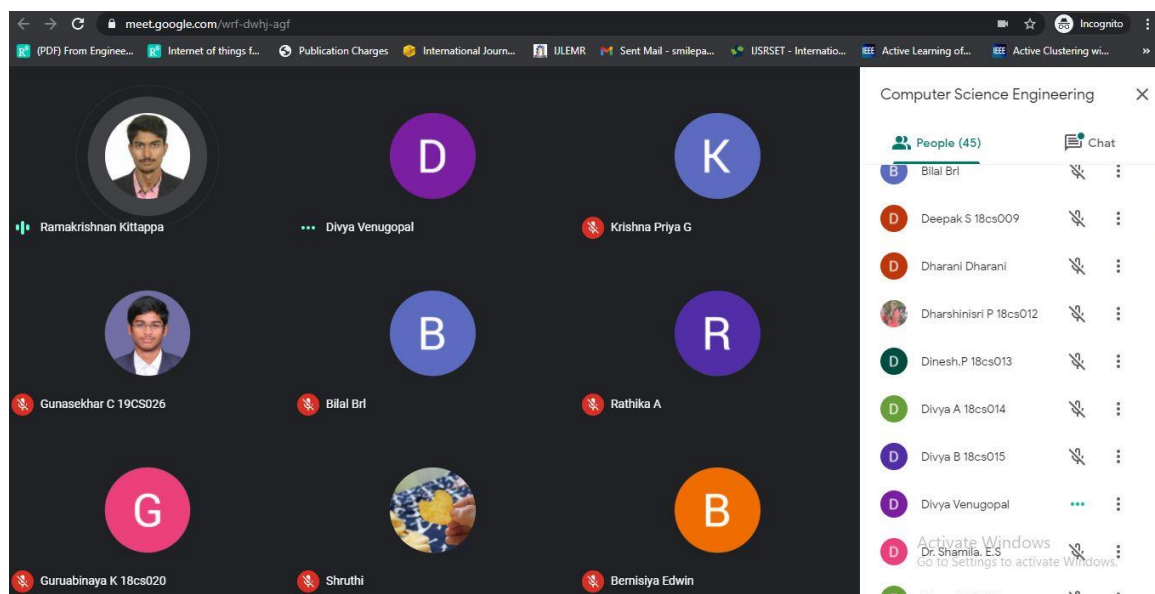 meet.google.com/wrf-dwhj-agf
Incognito
(PDF) From Enginee...
Internet of things f...
Publication Charges
International Journ...
IJLEMR
Sent Mail - smilepa...
IJSRSET - Internatio...
Active Learning of...
Active Clustering wi...
»
Computer Science Engineering
People (45)
Chat
D
K
Ramakrishnan Kittappa
Divya Venugopal
Krishna Priya G
B
R
Gunasekhar C 19CS026
Bilal Brl
Rathika A
G
B
Guruabinaya K 18cs020
Shruthi
Bemisiya Edwin
B
Bilal Brl
D
Deepak S 18cs009
D
Dharani Dharani
Dharshinisri P 18cs012
D
Dinesh.P 18cs013
D
Divya A 18cs014
D
Divya B 18cs015
D
Divya Venugopal
D
Dr. Shamila. E.S
Activate Windows
Go to Settings to activate Windows.